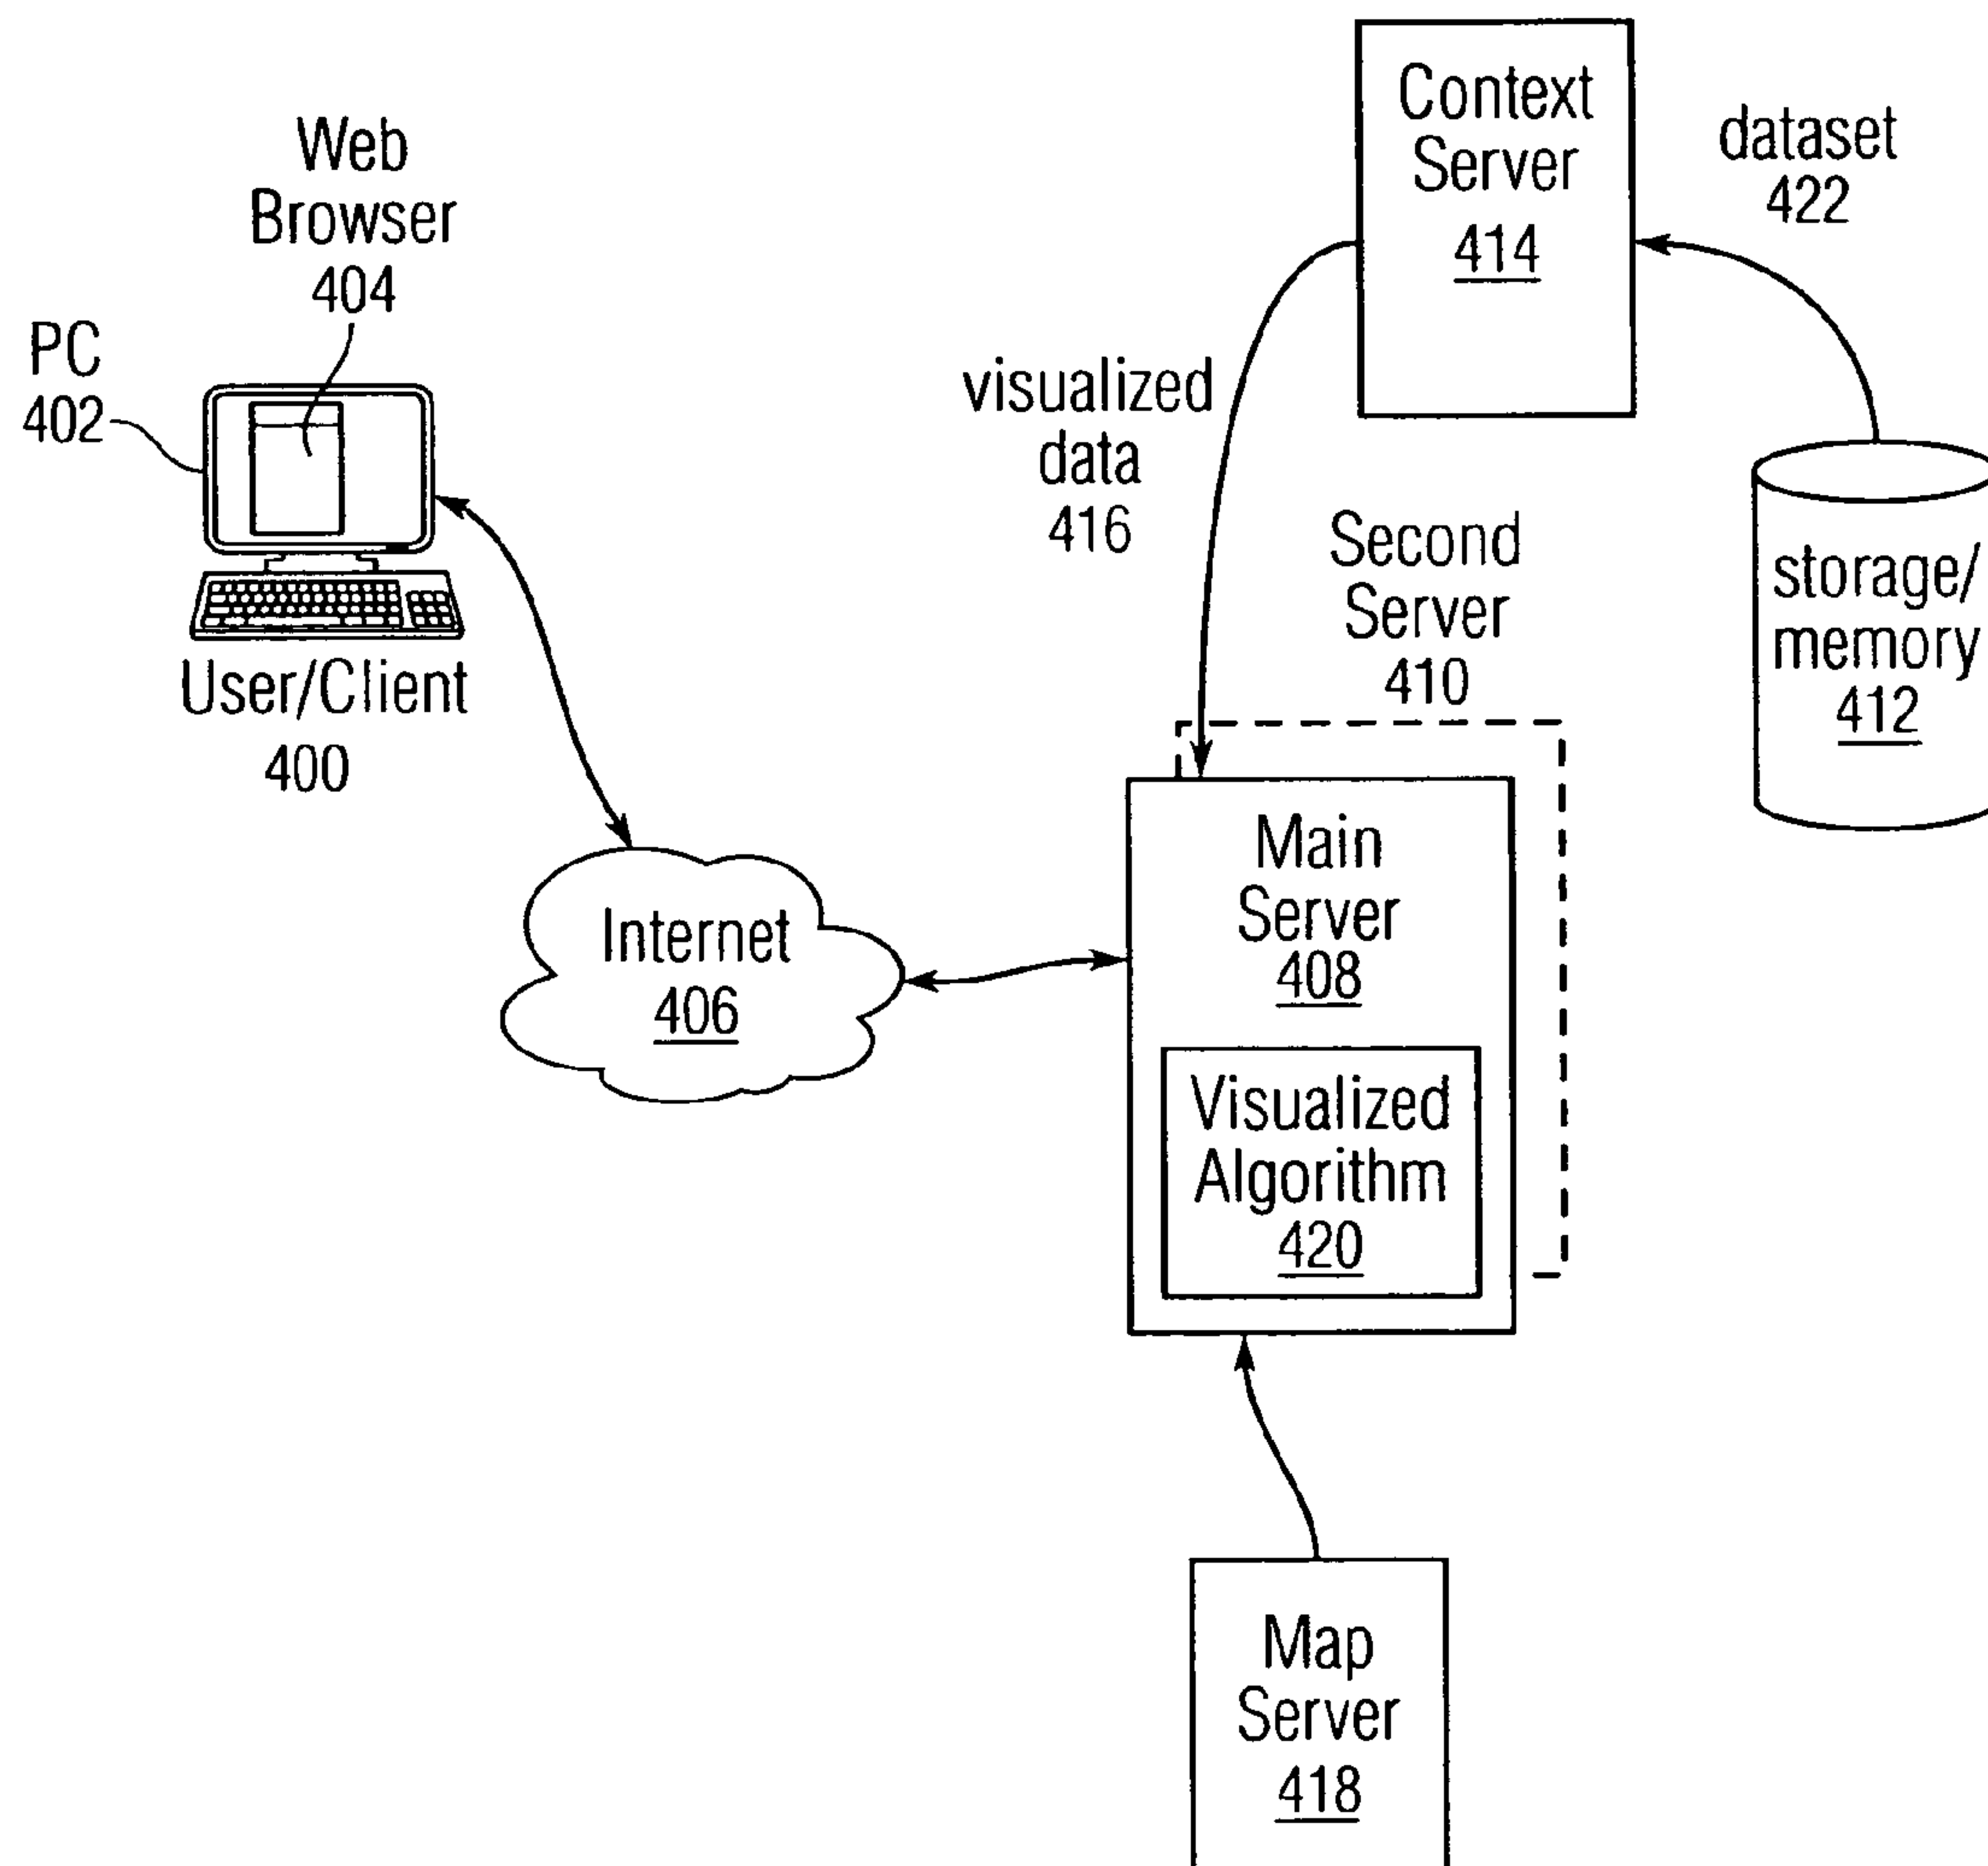 Web
Browser
404
PC
402
User/Client
400
Internet
406
Context
Server
414
dataset
422
visualized
data
416
Second
Server
410
storage/
memory
412
Main
Server
408
Visualized
Algorithm
420
Map
Server
418